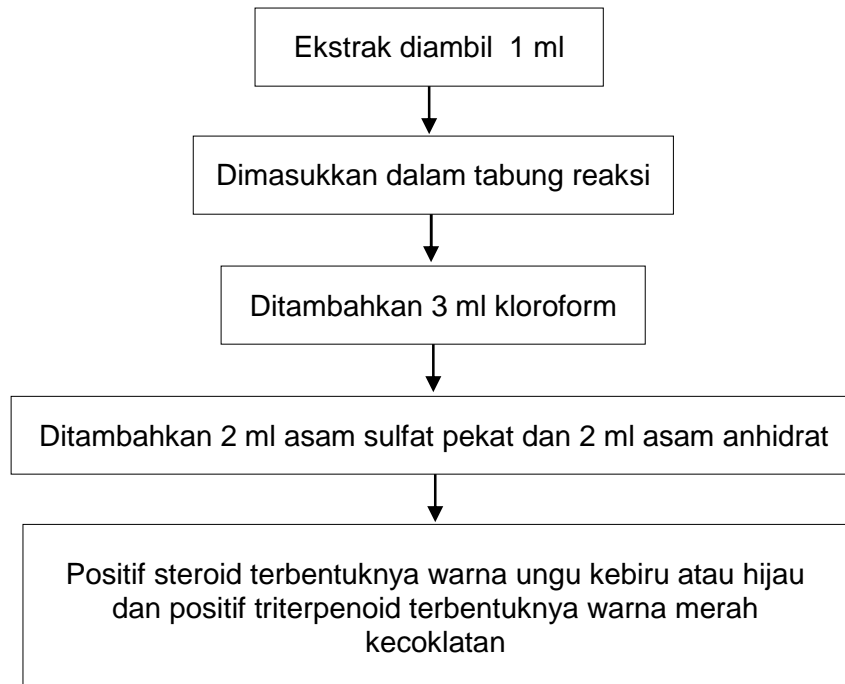 Ekstrak diambil 1 ml
Dimasukkan dalam tabung reaksi
Ditambahkan 3 ml kloroform
Ditambahkan 2 ml asam sulfat pekat dan 2 ml asam anhidrat
Positif steroid terbentuknya warna ungu kebiru atau hijau
dan positif triterpenoid terbentuknya warna merah
kecoklatan